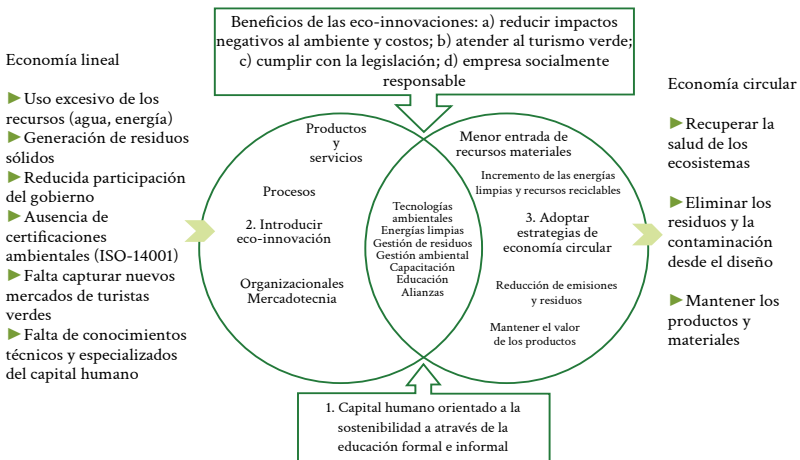 Beneficios de las eco-innovaciones: a) reducir impactos
negativos al ambiente y costos; b) atender al turismo verde;
c) cumplir con la legislación; d) empresa socialmente
responsable
Economía lineal
Uso excesivo de los
recursos (agua, energía)
Generación de residuos
sólidos
Reducida participación
del gobierno
Ausencia de
certificaciones
ambientales (ISO-14001)
Falta capturar nuevos
mercados de turistas
verdes
Falta de conocimientos
técnicos y especializados
del capital humano
Productos
y
servicios
Procesos
2. Introducir
eco-innovación
Organizacionales
Mercadotecnia
Tecnologías
ambientales
Energías limpias
Gestión de residuos
Gestión ambiental
Capacitación
Educación
Alianzas
Menor entrada de
recursos materiales
Incremento de las energías
limpias y recursos reciclables
3. Adoptar
estrategias de
economía circular
Reducción de emisiones
y residuos
Mantener el valor
de los productos
Economía circular
Recuperar la
salud de los
ecosistemas
Eliminar los
residuos y la
contaminación
desde el diseño
Mantener los
productos y
materiales
1. Capital humano orientado a la
sostenibilidad a através de la
educación formal e informal